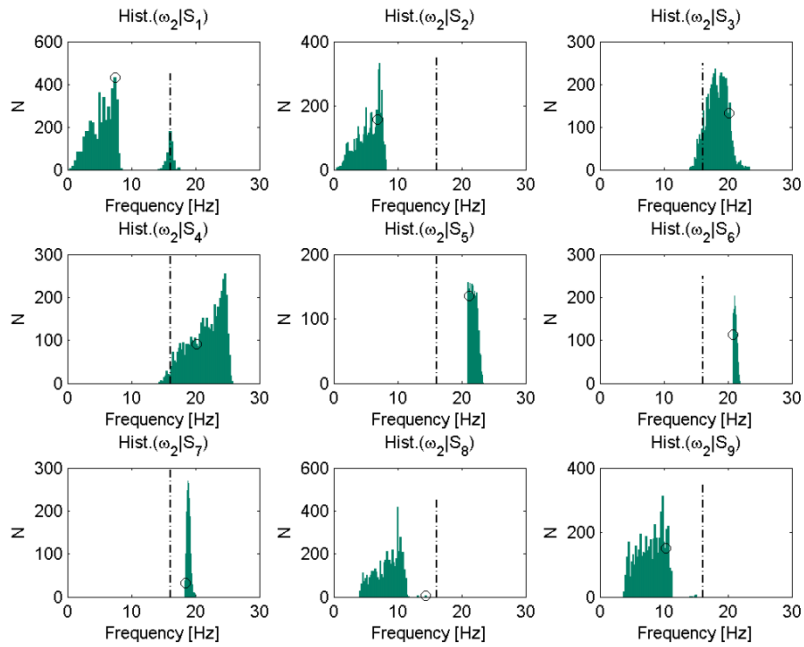 Hist.(ω₂|S₁)
600
400
200
0
N
0 10 20 30
Frequency [Hz]
Hist.(ω₂|S₂)
400
200
0
N
0 10 20 30
Frequency [Hz]
Hist.(ω₂|S₃)
300
200
100
0
N
0 10 20 30
Frequency [Hz]
Hist.(ω₂|S₄)
300
200
100
0
N
0 10 20 30
Frequency [Hz]
Hist.(ω₂|S₅)
200
100
0
N
0 10 20 30
Frequency [Hz]
Hist.(ω₂|S₆)
300
200
100
0
N
0 10 20 30
Frequency [Hz]
Hist.(ω₂|S₇)
300
200
100
0
N
0 10 20 30
Frequency [Hz]
Hist.(ω₂|S₈)
600
400
200
0
N
0 10 20 30
Frequency [Hz]
Hist.(ω₂|S₉)
400
200
0
N
0 10 20 30
Frequency [Hz]